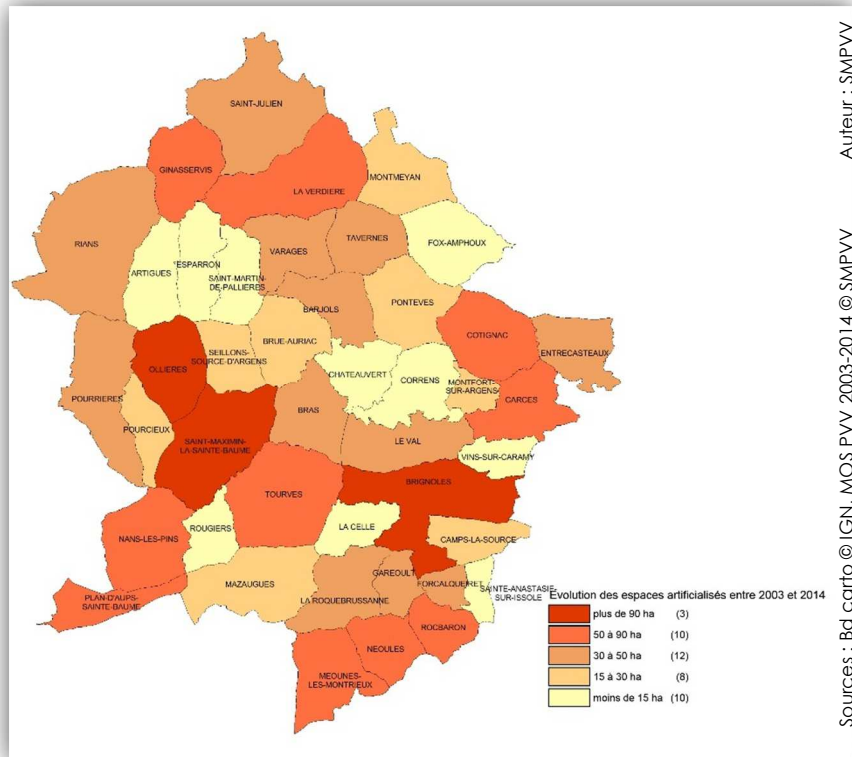 SAINT-JULIEN
GINASSERVIS
LA VERDIERE
MONTMEYAN
RIANS
ARTIGUES
ESPARRON
SAINT-MARTIN-
DE-PALLIERES
VARAGES
TAVERNES
FOX-AMPHOUX
BARJOLS
PONTEVES
COTIGNAC
ENTRECASTEAUX
OLLIERES
SEILLONS-
SOURCE-D'ARGENS
BRUE-AURIAC
CHATEAUVERT
CORRENS
MONTFORT-
SUR-ARGENS
CARCES
POURRIERES
POURCIEUX
SAINT-MAXIMIN-
LA-SAINTE-BAUME
BRAS
LE VAL
VINS-SUR-CARAMY
BRIGNOLES
TOURVES
NANS-LES-PINS
ROUGIERS
LA CELLE
CAMPS-LA-SOURCE
PLAN-D'AUPS-
SAINTE-BAUME
MAZAUGUES
GAREOULT
LA ROQUEBRUSSANNE
FORCALQUEIRET
SAINTE-ANASTASIE-
SUR-ISSOLE
ROCBARON
NEOULES
MEOUNES-
LES-MONTRIEUX
Evolution des espaces artificialisés entre 2003 et 2014
plus de 90 ha (3)
50 à 90 ha (10)
30 à 50 ha (12)
15 à 30 ha (8)
moins de 15 ha (10)
Sources : Bd carto © IGN, MOS PVV 2003-2014 © SMPVV Auteur : SMPVV